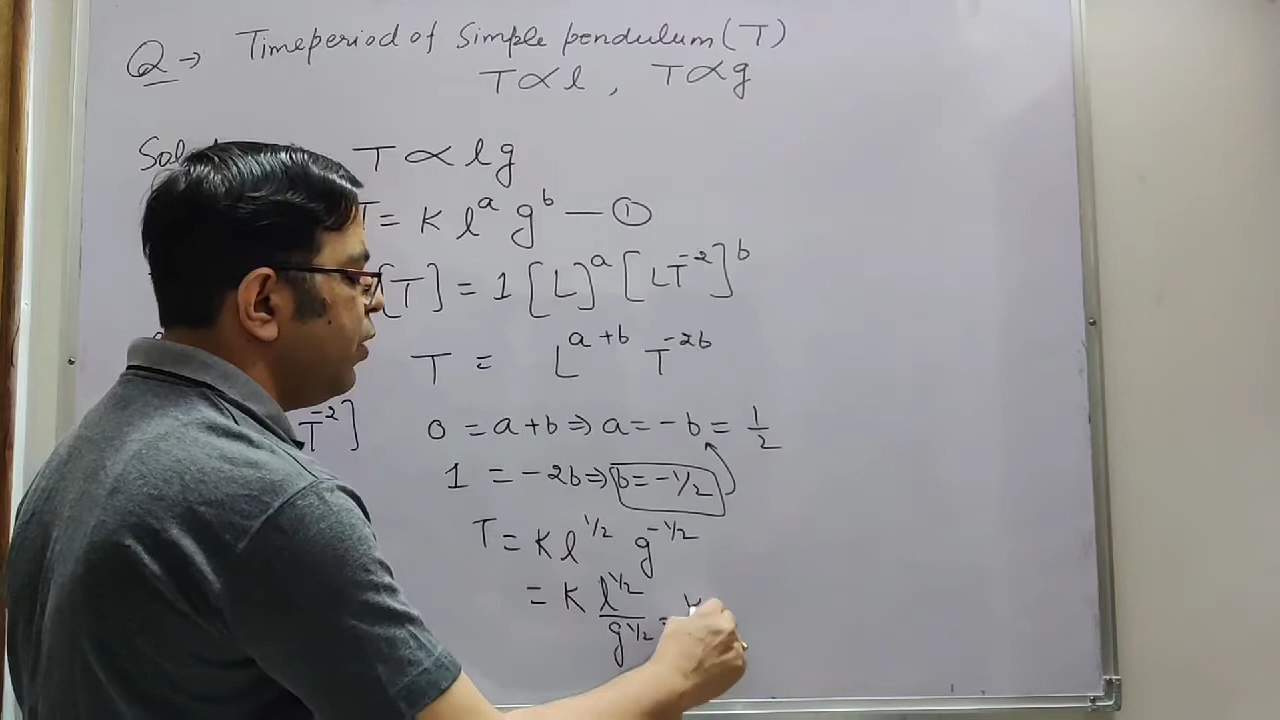 Q → Timeperiod of Simple pendulum (T)
T ∝ l , T ∝ g
T ∝ l g
T = K l^a g^b — ①
[T] = 1 [L]^a [LT^-2]^b
T = L^a+b T^-2b
T^-2]
0 = a + b ⇒ a = -b = 1/2
1 = -2b ⇒ b = -1/2
T = K l^1/2 g^-1/2
= K l^1/2 / g^1/2 =